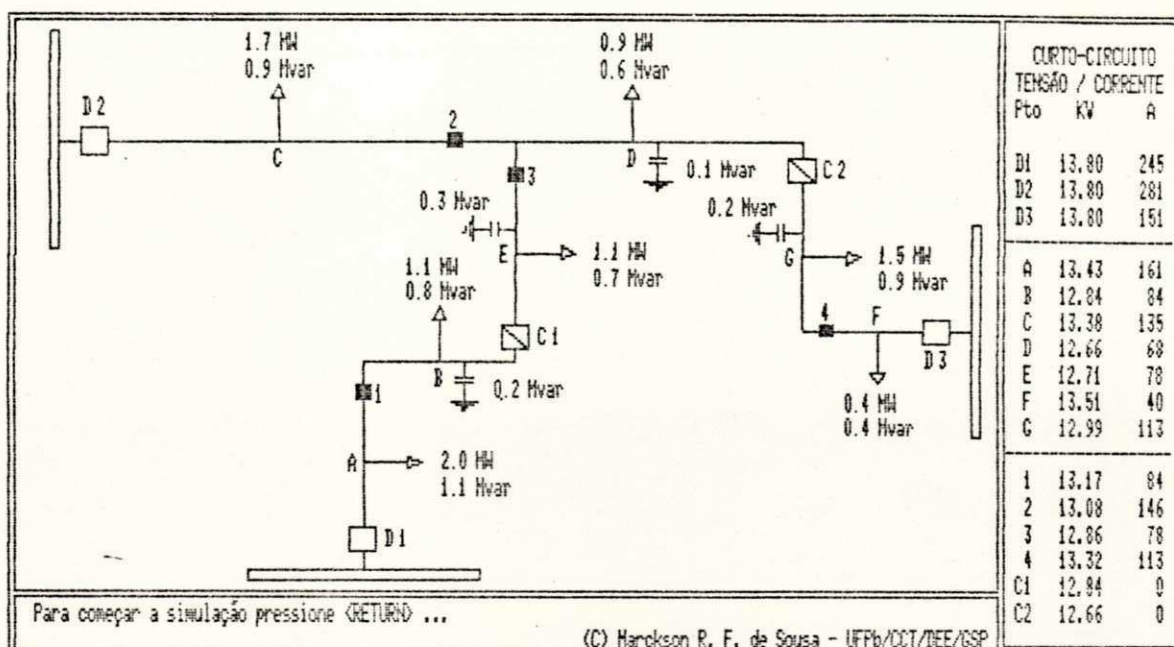 1.7 MW
0.9 Mvar
D2
C
2
0.9 MW
0.6 Mvar
D
0.1 Mvar
C2
3
0.3 Mvar
E
1.1 MW
0.7 Mvar
0.2 Mvar
G
1.5 MW
0.9 Mvar
1.1 MW
0.8 Mvar
C1
B
0.2 Mvar
1
4
F
D3
0.4 MW
0.4 Mvar
A
2.0 MW
1.1 Mvar
D1
CURTO-CIRCUITO
TENSÃO / CORRENTE
Pto KV A
D1 13.80 245
D2 13.80 281
D3 13.80 151
A 13.43 161
B 12.84 84
C 13.38 135
D 12.66 68
E 12.71 78
F 13.51 40
G 12.99 113
1 13.17 84
2 13.08 146
3 12.86 78
4 13.32 113
C1 12.84 0
C2 12.66 0
Para começar a simulação pressione <RETURN> ...
(C) Marckson R. F. de Sousa - UFPb/CCT/DEE/GSP